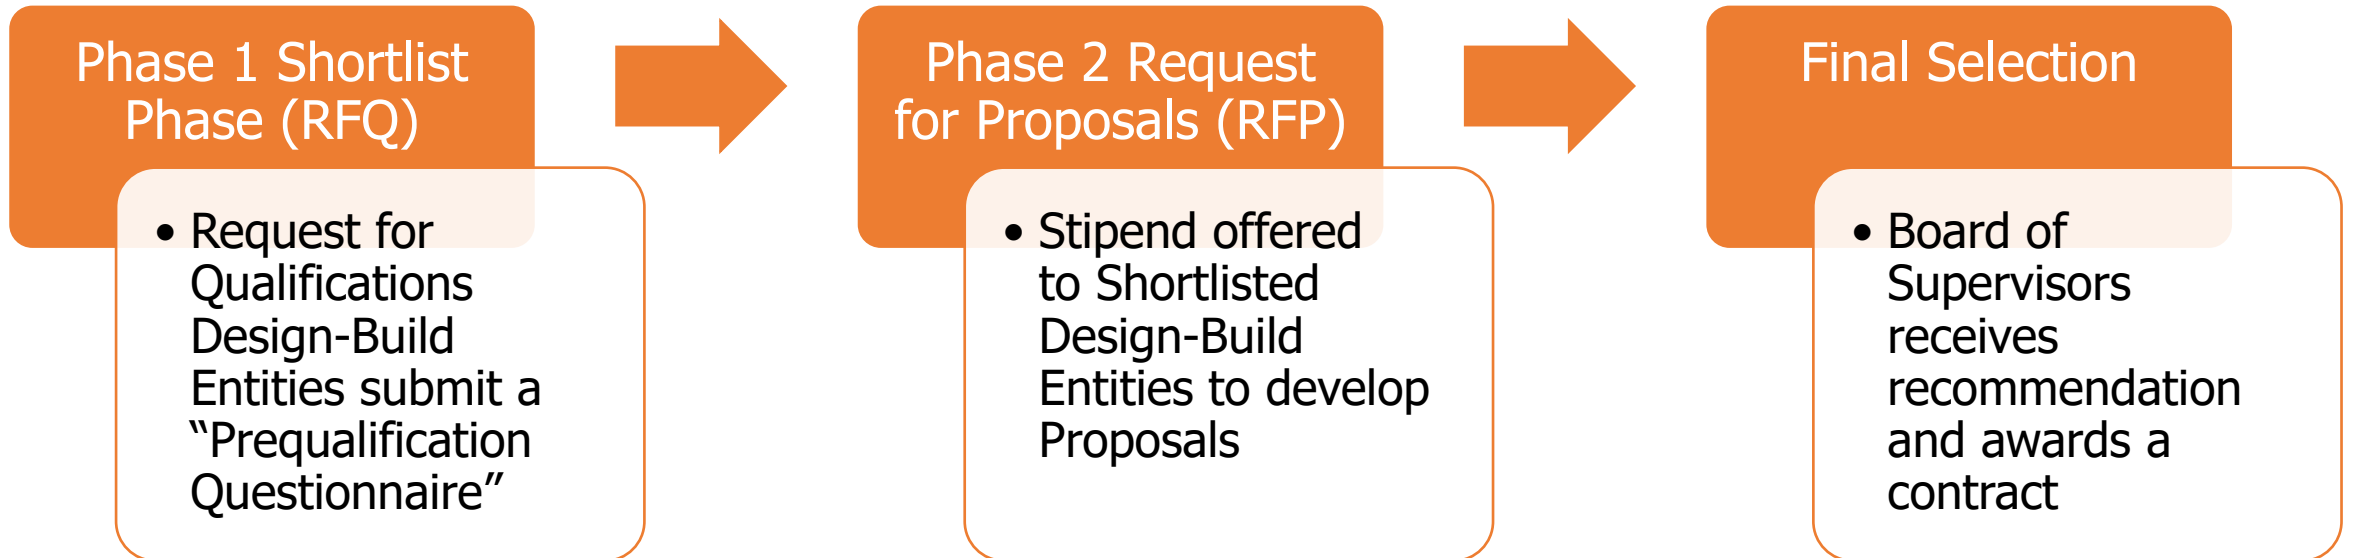 Phase 1 Shortlist
Phase (RFQ)
• Request for
Qualifications
Design-Build
Entities submit a
“Prequalification
Questionnaire”
Phase 2 Request
for Proposals (RFP)
• Stipend offered
to Shortlisted
Design-Build
Entities to develop
Proposals
Final Selection
• Board of
Supervisors
receives
recommendation
and awards a
contract